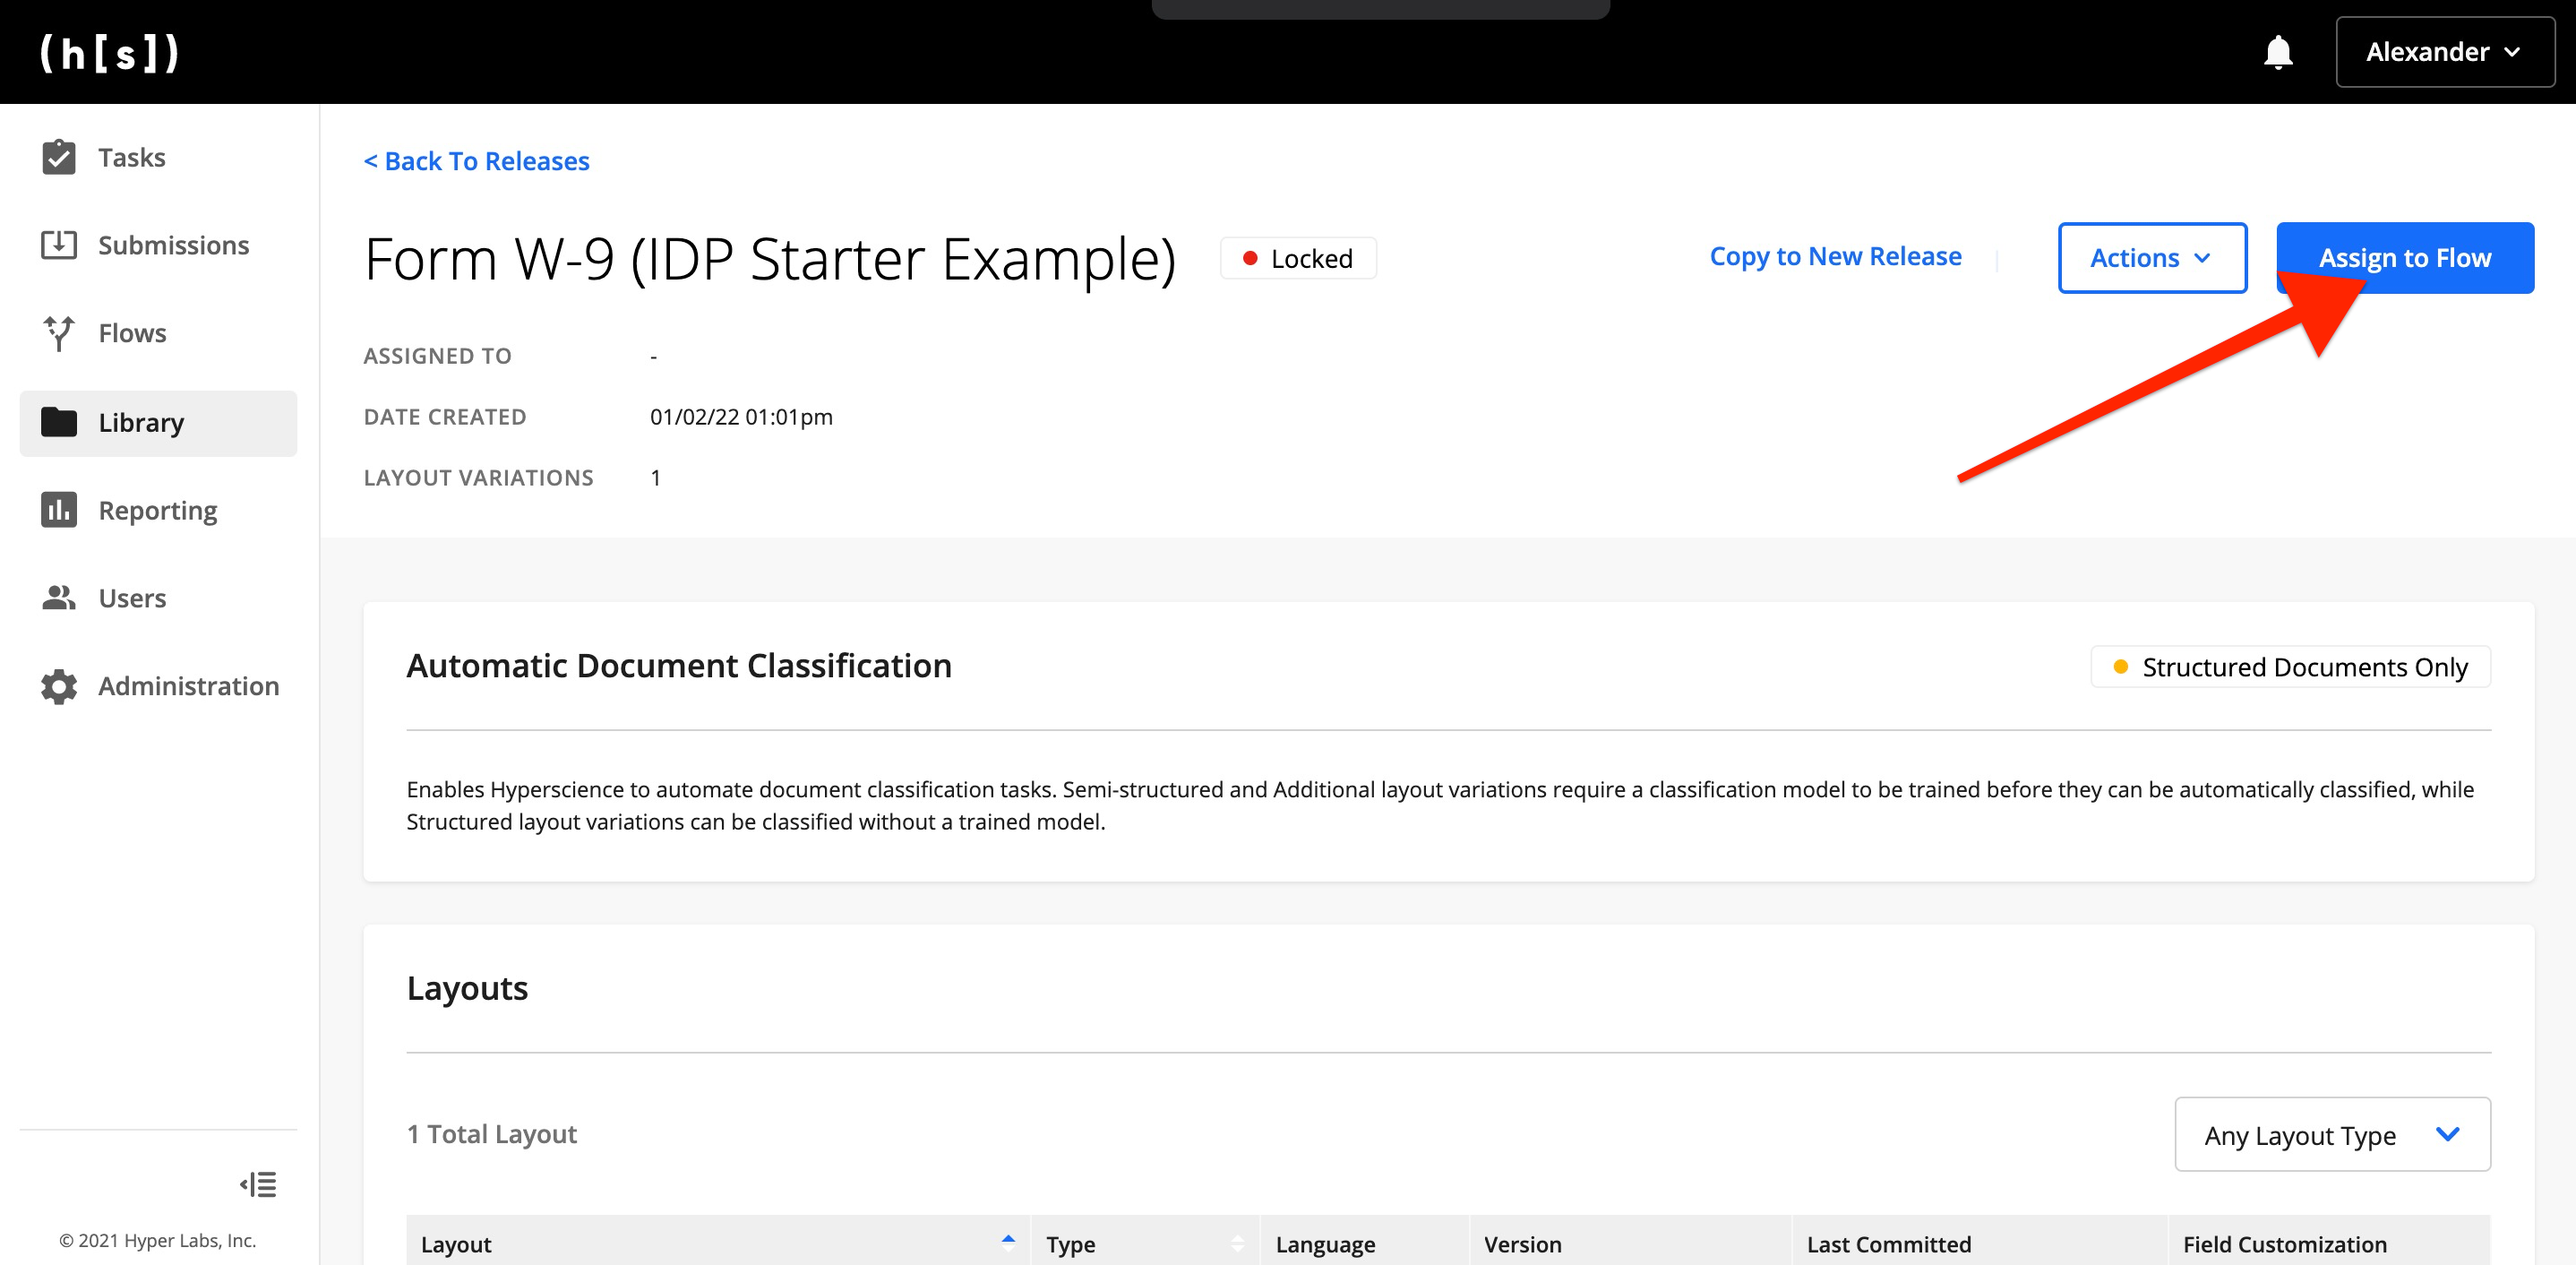 (h[s])
Alexander
Tasks
Submissions
Flows
Library
Reporting
Users
Administration
© 2021 Hyper Labs, Inc.
< Back To Releases
Form W-9 (IDP Starter Example)
Locked
Copy to New Release
Actions
Assign to Flow
ASSIGNED TO -
DATE CREATED 01/02/22 01:01pm
LAYOUT VARIATIONS 1
Automatic Document Classification
Structured Documents Only
Enables Hyperscience to automate document classification tasks. Semi-structured and Additional layout variations require a classification model to be trained before they can be automatically classified, while
Structured layout variations can be classified without a trained model.
Layouts
1 Total Layout
Any Layout Type
Layout Type Language Version Last Committed Field Customization